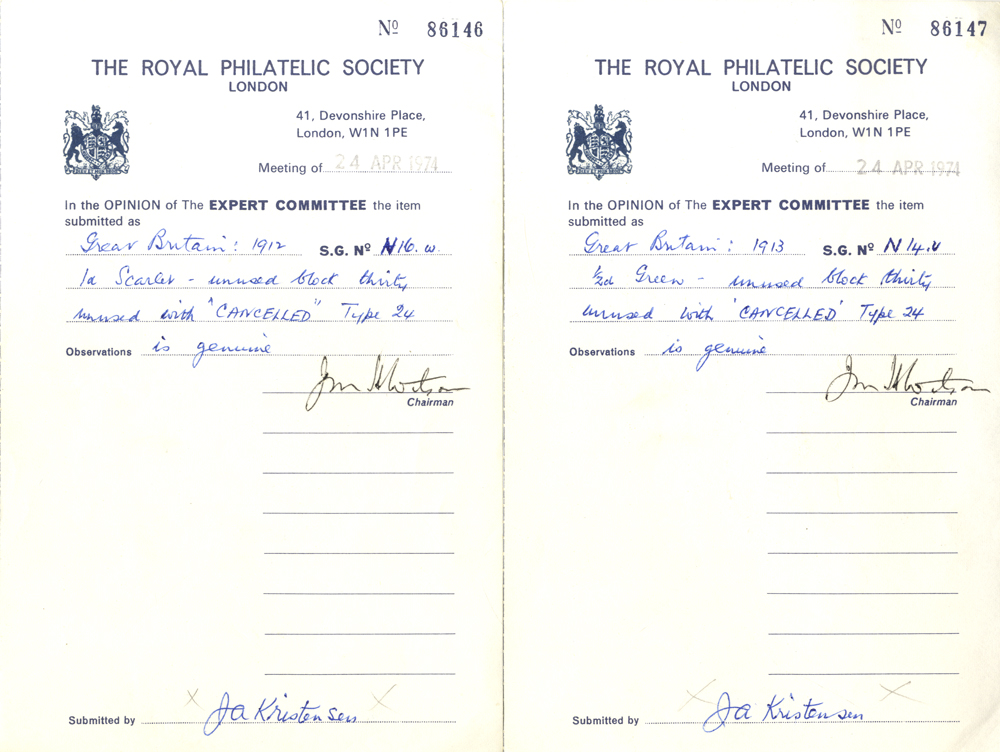 Nº 86146
THE ROYAL PHILATELIC SOCIETY
LONDON
41, Devonshire Place,
London, W1N 1PE
Meeting of 24 APR 1974
In the OPINION of The EXPERT COMMITTEE the item
submitted as
Great Britain: 1912 S.G. Nº N16.w.
1d Scarlet - unused block thirty
unused with "CANCELLED" Type 24
Observations is genuine
Chairman
Submitted by JA Kristensen
Nº 86147
THE ROYAL PHILATELIC SOCIETY
LONDON
41, Devonshire Place,
London, W1N 1PE
Meeting of 24 APR 1974
In the OPINION of The EXPERT COMMITTEE the item
submitted as
Great Britain: 1913 S.G. Nº N14.v
½d Green - unused block thirty
unused with 'CANCELLED' Type 24
Observations is genuine
Chairman
Submitted by JA Kristensen